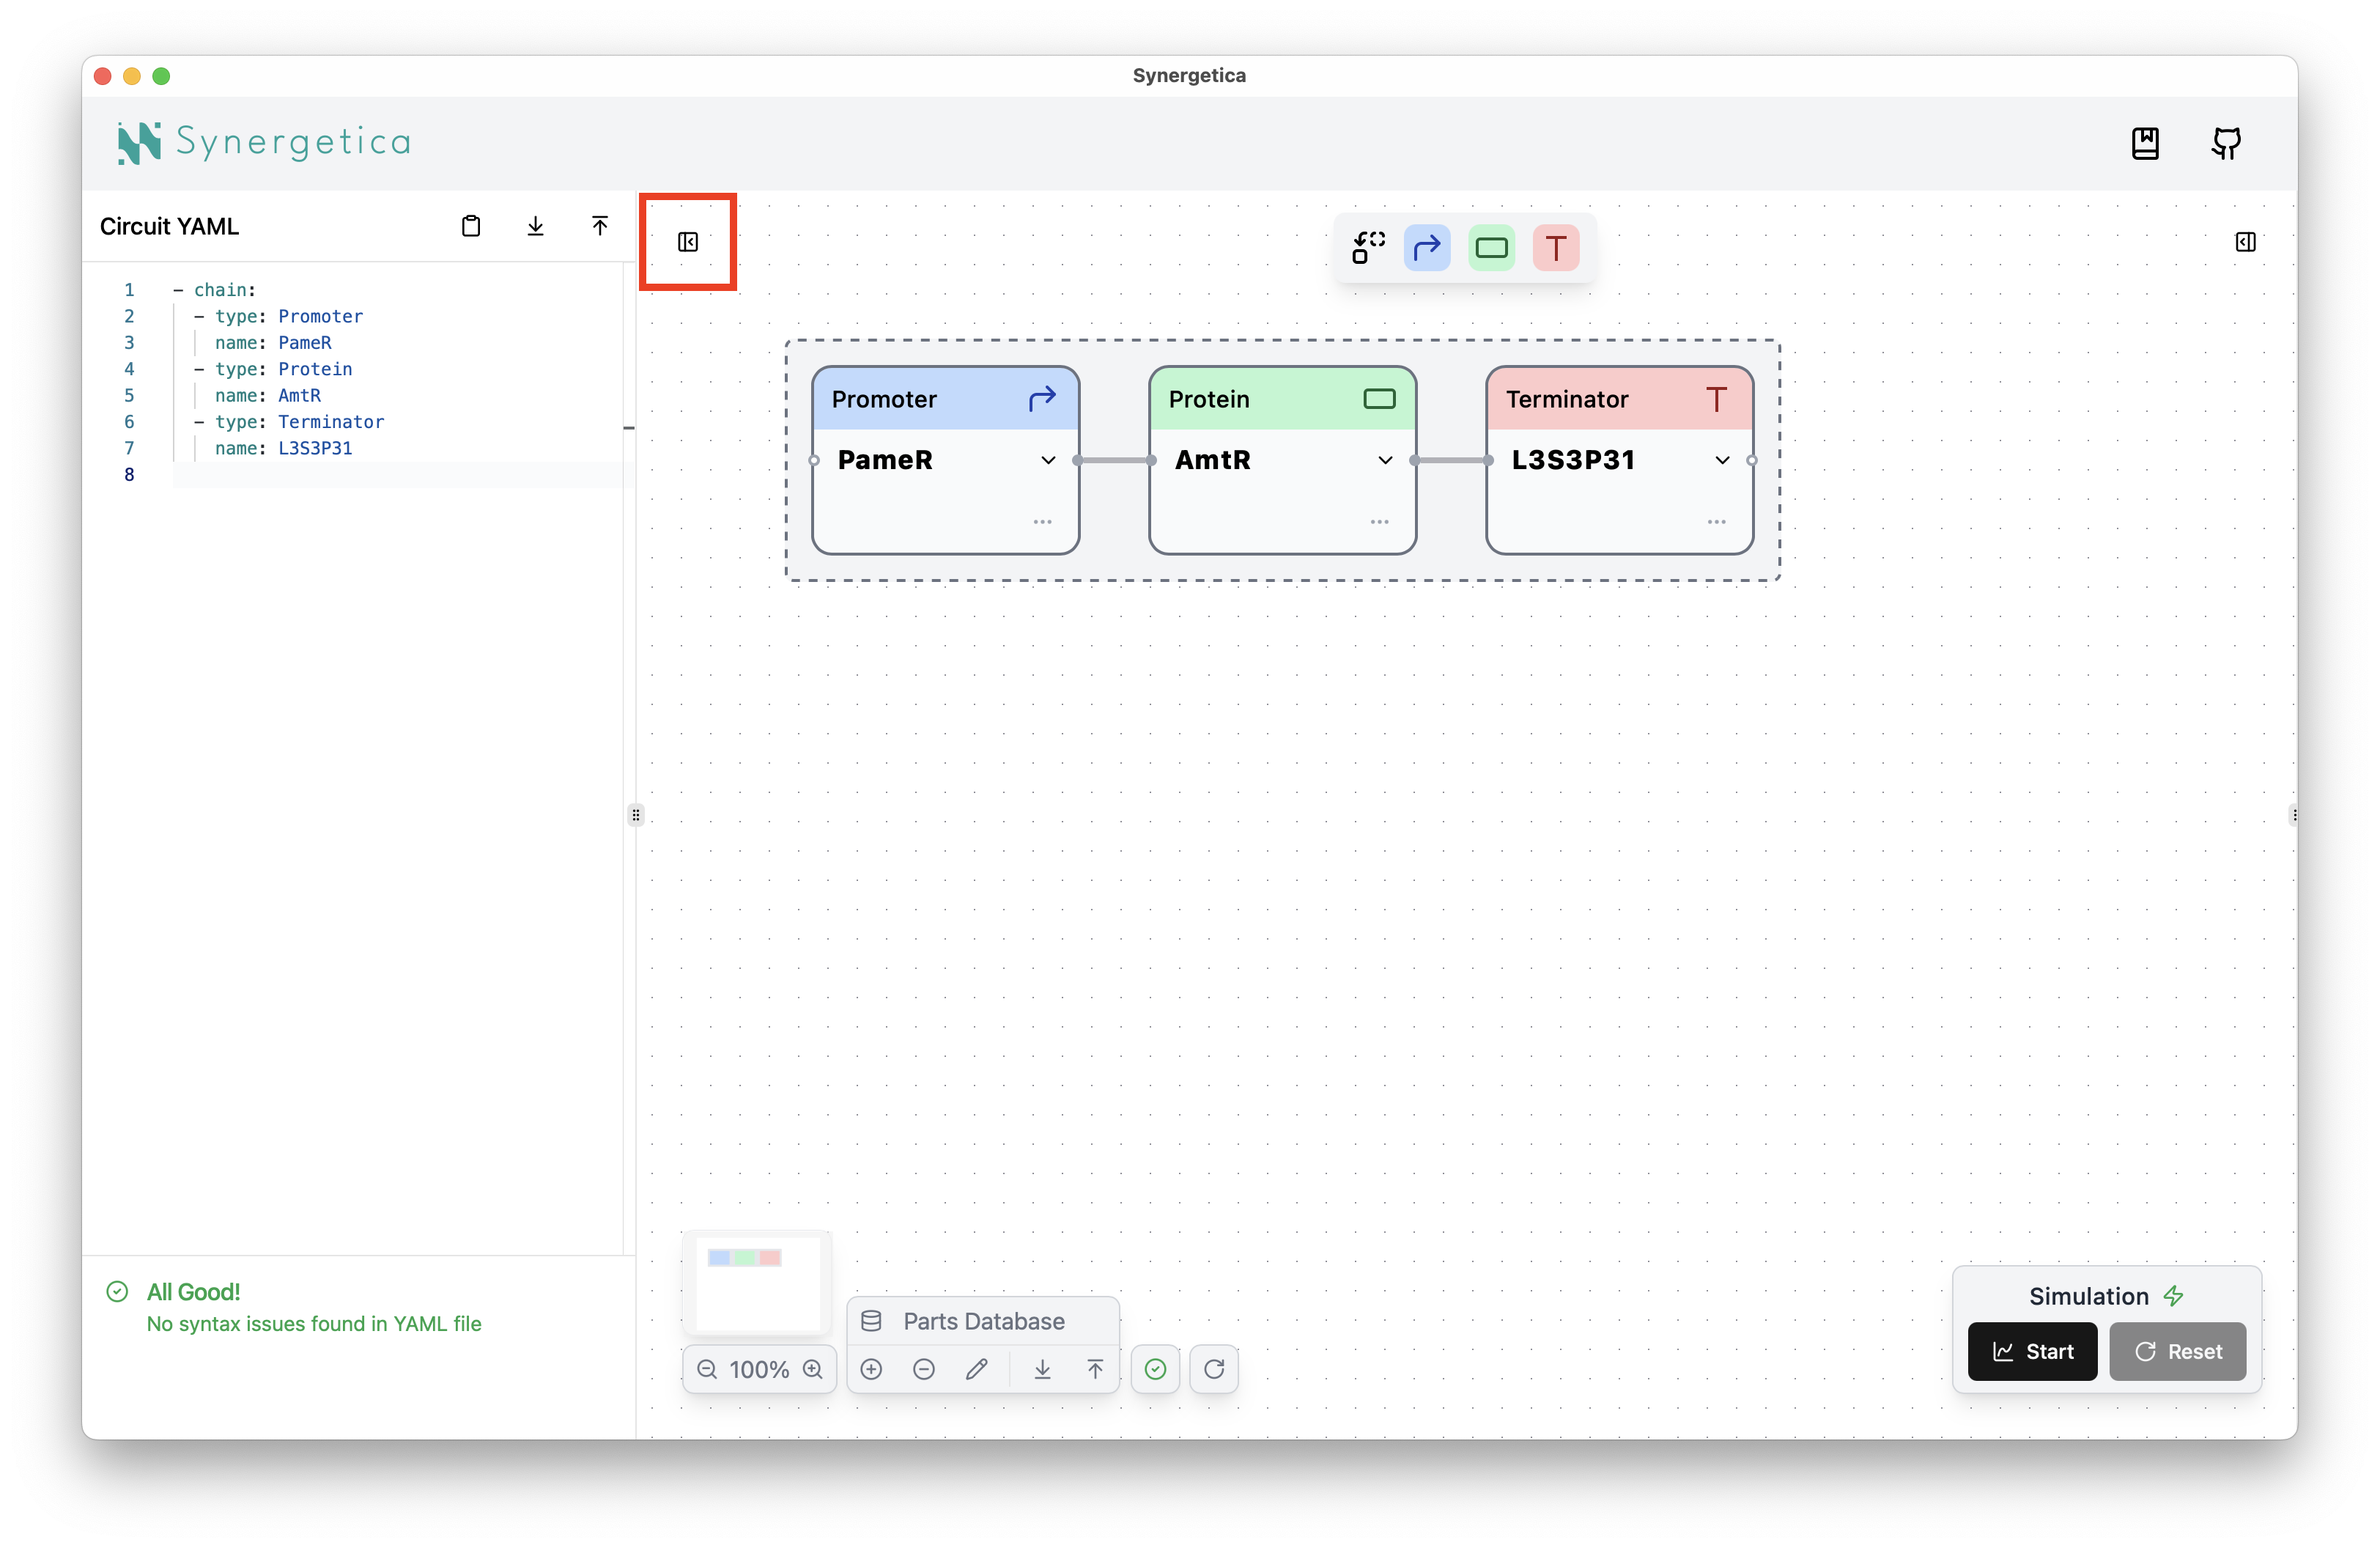 Synergetica
Synergetica
Circuit YAML
1 - chain:
2 - type: Promoter
3 name: PameR
4 - type: Protein
5 name: AmtR
6 - type: Terminator
7 name: L3S3P31
8
Promoter
PameR
...
Protein
AmtR
...
Terminator
L3S3P31
...
All Good!
No syntax issues found in YAML file
100%
Parts Database
Simulation
Start
Reset